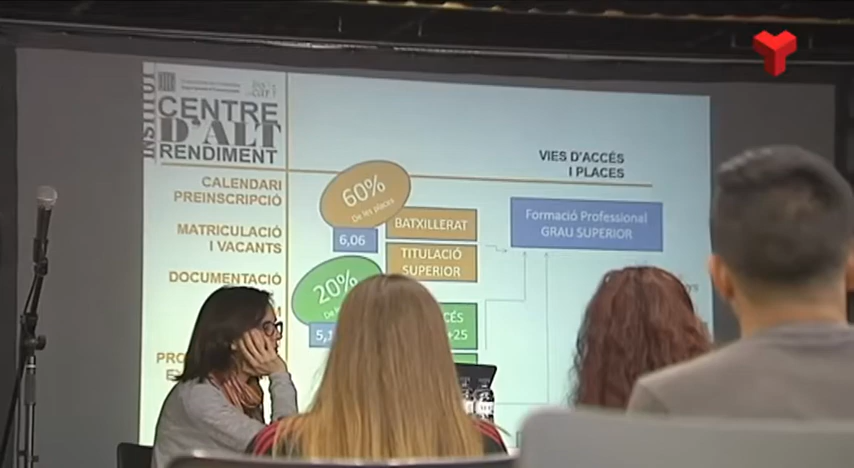 INSTITUT
CENTRE
D'ALT
RENDIMENT
CALENDARI
PREINSCRIPCIÓ
MATRICULACIÓ
I VACANTS
DOCUMENTACIÓ
VIES D'ACCÉS
I PLACES
60%
De les places
6,06
BATXILLERAT
TITULACIÓ
SUPERIOR
Formació Professional
GRAU SUPERIOR
20%